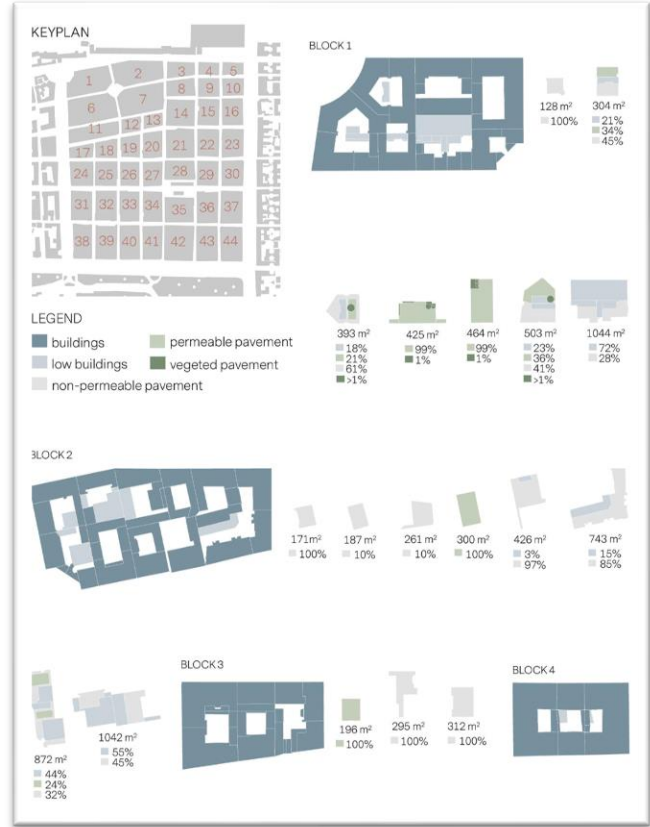 KEYPLAN
1
2
3 4 5
6
7
8 9 10
11
12 13
14 15 16
17 18 19 20 21 22 23
24 25 26 27 28 29 30
31 32 33 34 35 36 37
38 39 40 41 42 43 44
LEGEND
buildings
low buildings
non-permeable pavement
permeable pavement
vegeted pavement
BLOCK 1
128 m²
100%
304 m²
21%
34%
45%
393 m²
18%
21%
61%
>1%
425 m²
99%
1%
464 m²
99%
1%
503 m²
23%
36%
41%
>1%
1044 m²
72%
28%
BLOCK 2
171m²
100%
187 m²
10%
261 m²
10%
300 m²
100%
426 m²
3%
97%
743 m²
15%
85%
872 m²
44%
24%
32%
1042 m²
55%
45%
BLOCK 3
196 m²
100%
295 m²
100%
312 m²
100%
BLOCK 4